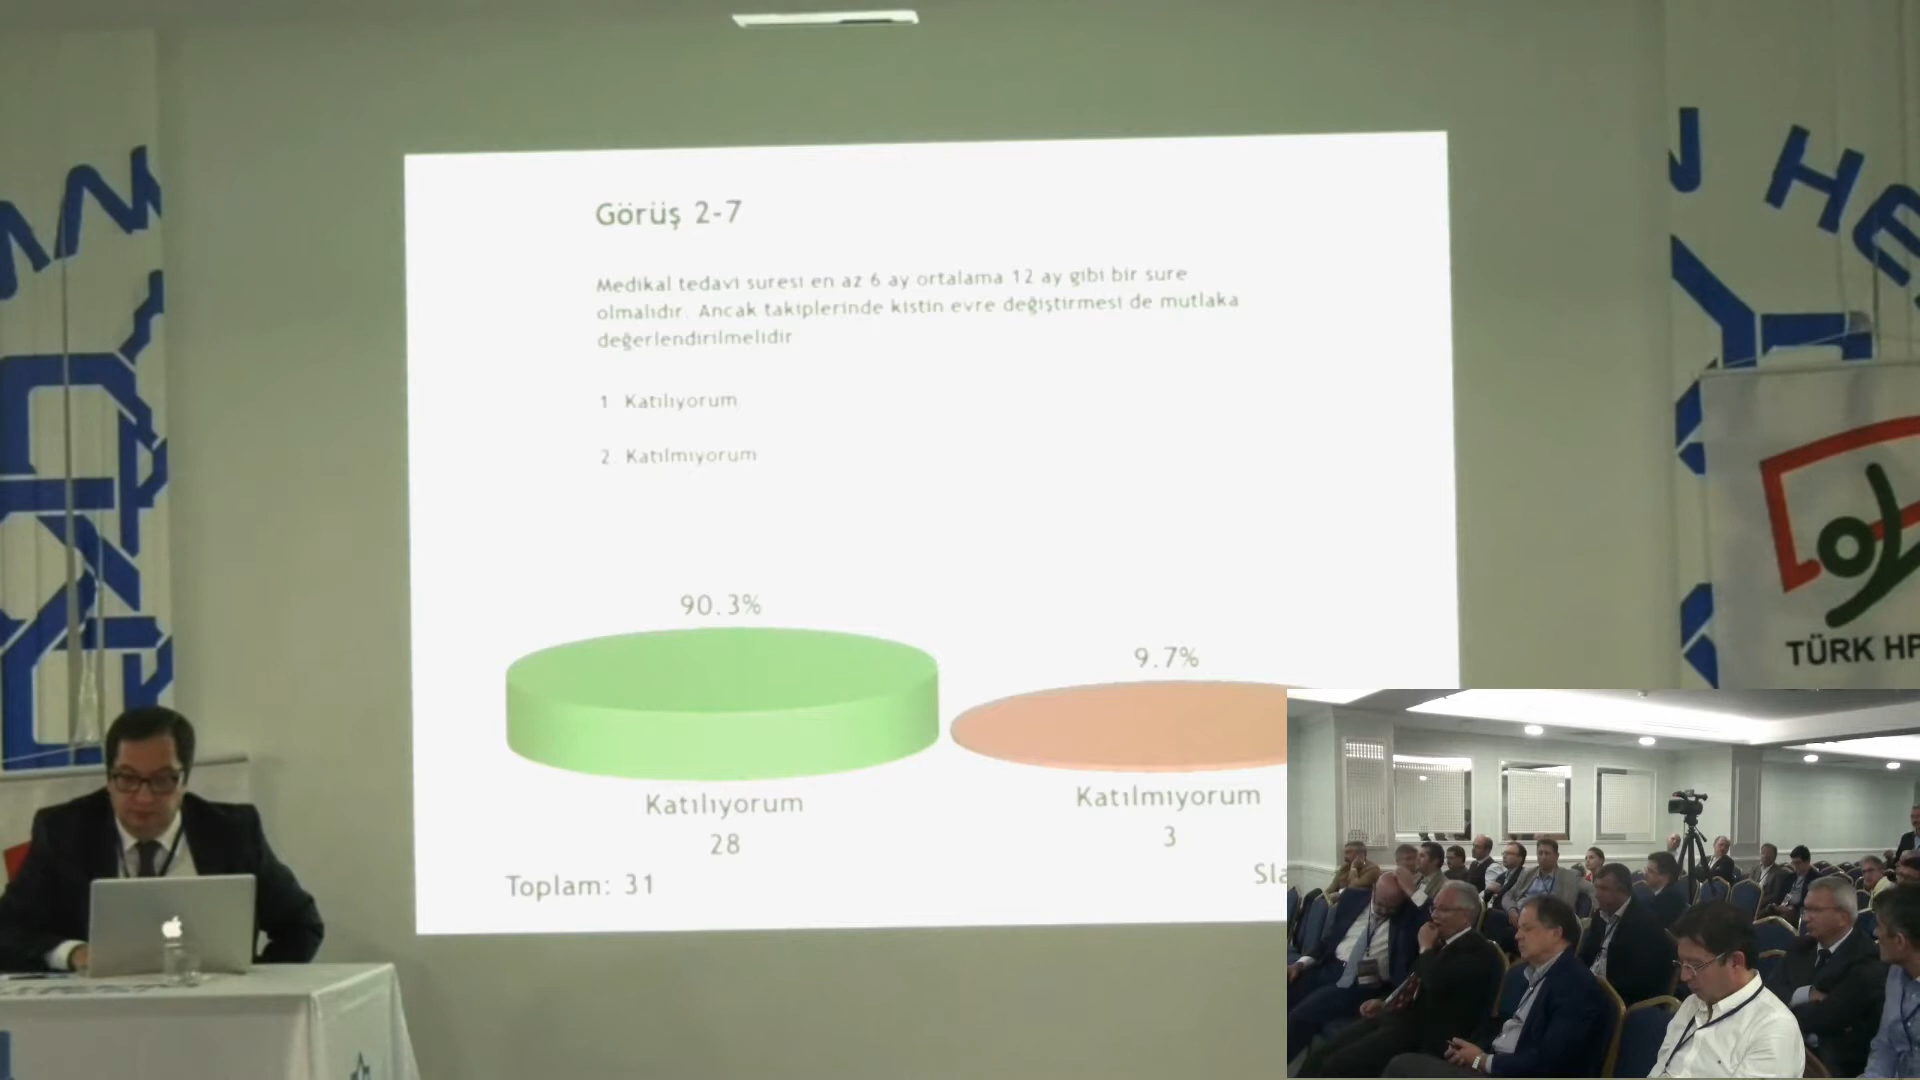 Görüş 2-7
Medikal tedavi suresi en az 6 ay ortalama 12 ay gibi bir sure
olmalıdır. Ancak takiplerinde kistin evre değiştirmesi de mutlaka
değerlendirilmelidir
1 Katılıyorum
2. Katılmıyorum
90.3%
9.7%
Katılıyorum
Katılmıyorum
28
3
Toplam: 31
TÜRK